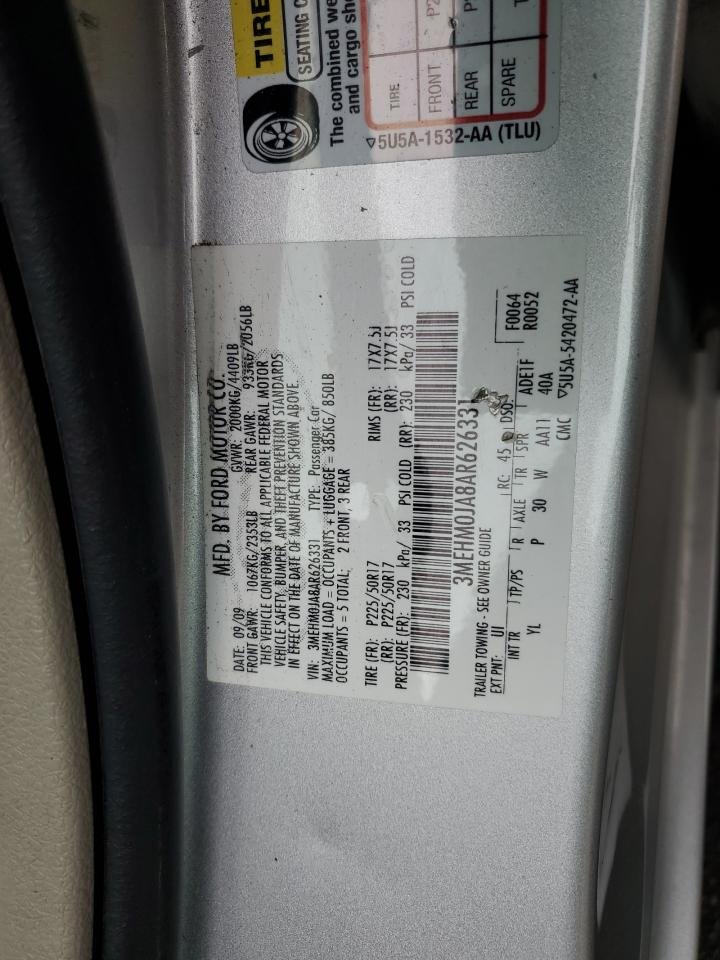 TIRE
SEATING C
The combined we
and cargo sho
TIRE
FRONT P2
REAR P
SPARE T
5U5A-1532-AA (TLU)
MFD. BY FORD MOTOR CO.
DATE: 09/09 GVWR: 2000KG/4409LB
FRONT GAWR: 1067KG/2353LB REAR GAWR: 933KG/2056LB
THIS VEHICLE CONFORMS TO ALL APPLICABLE FEDERAL MOTOR
VEHICLE SAFETY, BUMPER, AND THEFT PREVENTION STANDARDS
IN EFFECT ON THE DATE OF MANUFACTURE SHOWN ABOVE.
VIN: 3MEHM0JA8AR626331 TYPE: Passenger Car
MAXIMUM LOAD = OCCUPANTS + LUGGAGE = 385KG/ 850LB
OCCUPANTS = 5 TOTAL; 2 FRONT, 3 REAR
TIRE (FR): P225/50R17 RIMS (FR): 17X7.5J
(RR): P225/50R17 (RR): 17X7.5J
PRESSURE (FR): 230 kPa/ 33 PSI COLD (RR): 230 kPa/ 33 PSI COLD
3MEHM0JA8AR626331
TRAILER TOWING - SEE OWNER GUIDE
EXT PNT: UI RC: 45 DSO: F0064
INT TR TP/PS R AXLE TR SPR ADE1F R0052
YL P 30 W AA11 40A
CMC 5U5A-5420472-AA